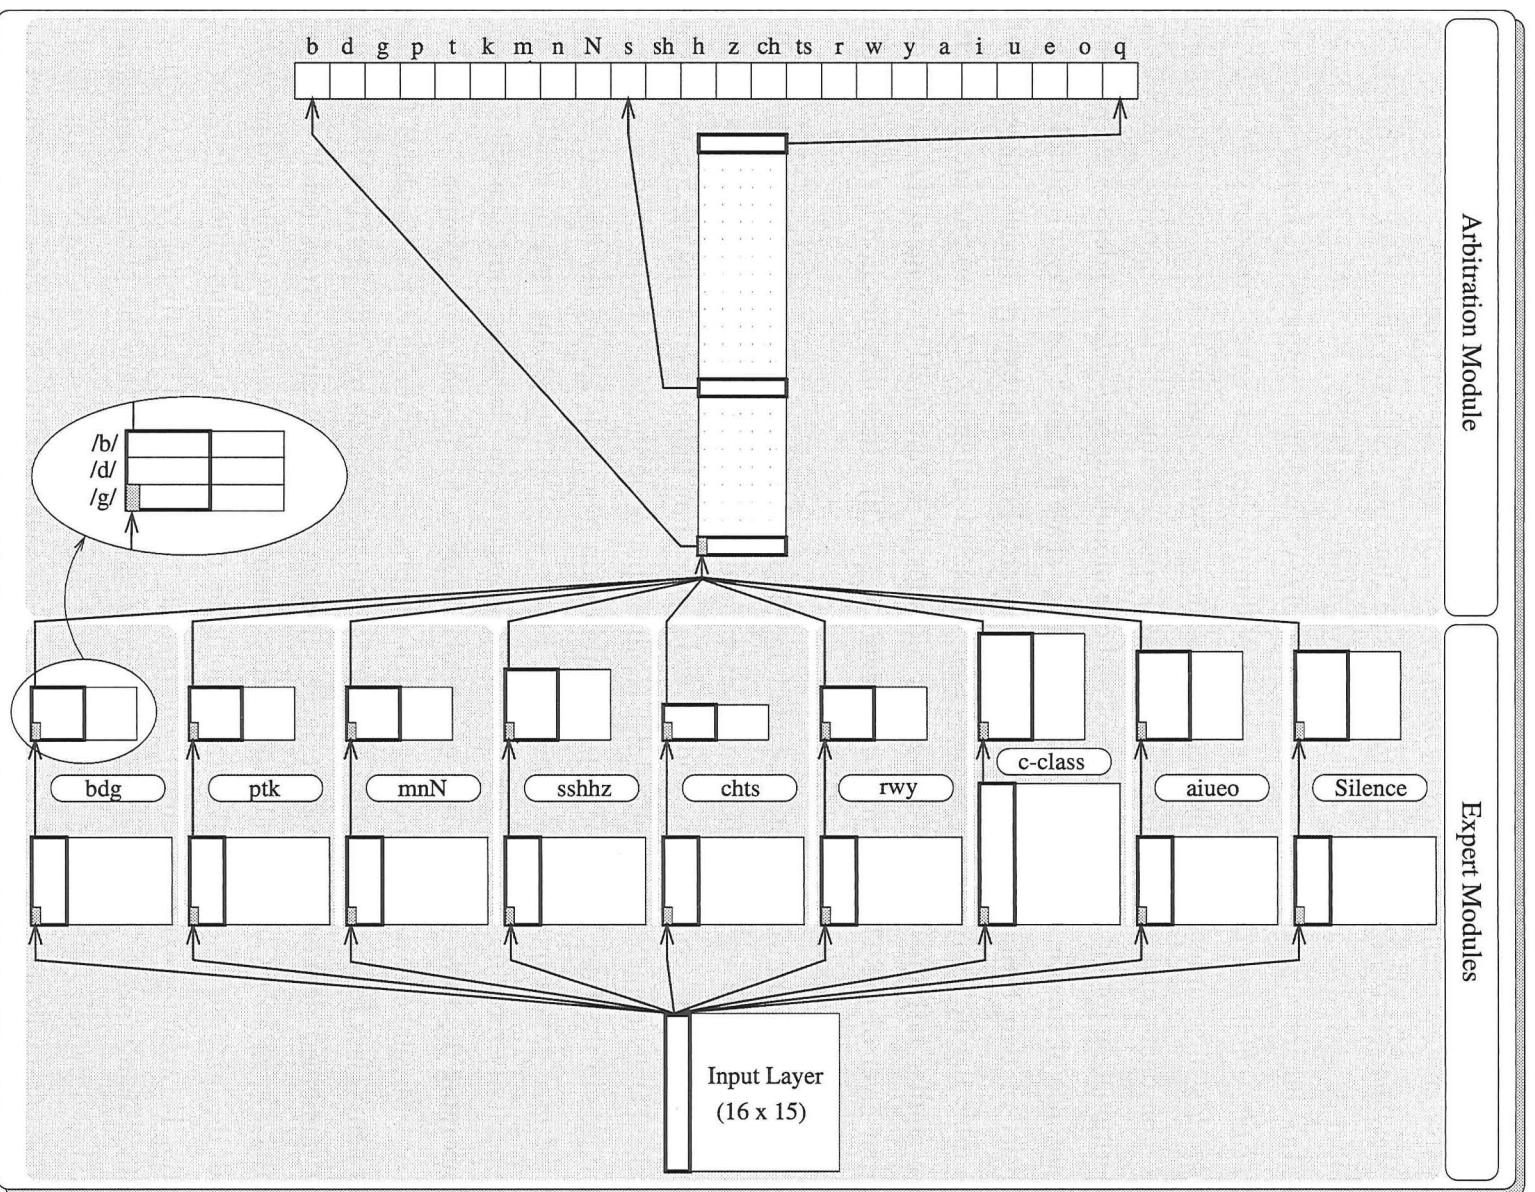 b d g p t k m n N s sh h z ch ts r w y a i u e o q
Arbitration Module
/b/
/d/
/g/
bdg ptk mnN sshhz chts rwy c-class aiueo Silence
Expert Modules
Input Layer
(16 x 15)